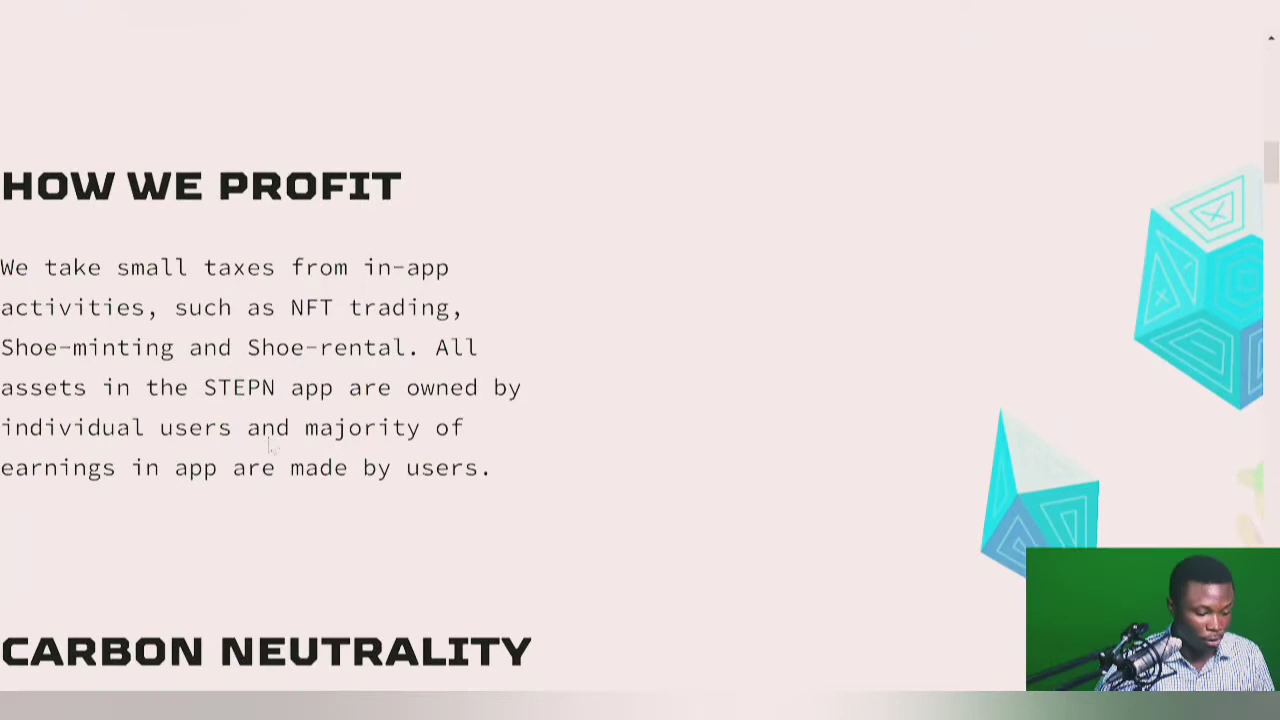 HOW WE PROFIT
We take small taxes from in-app
activities, such as NFT trading,
Shoe-minting and Shoe-rental. All
assets in the STEPN app are owned by
individual users and majority of
earnings in app are made by users.
CARBON NEUTRALITY